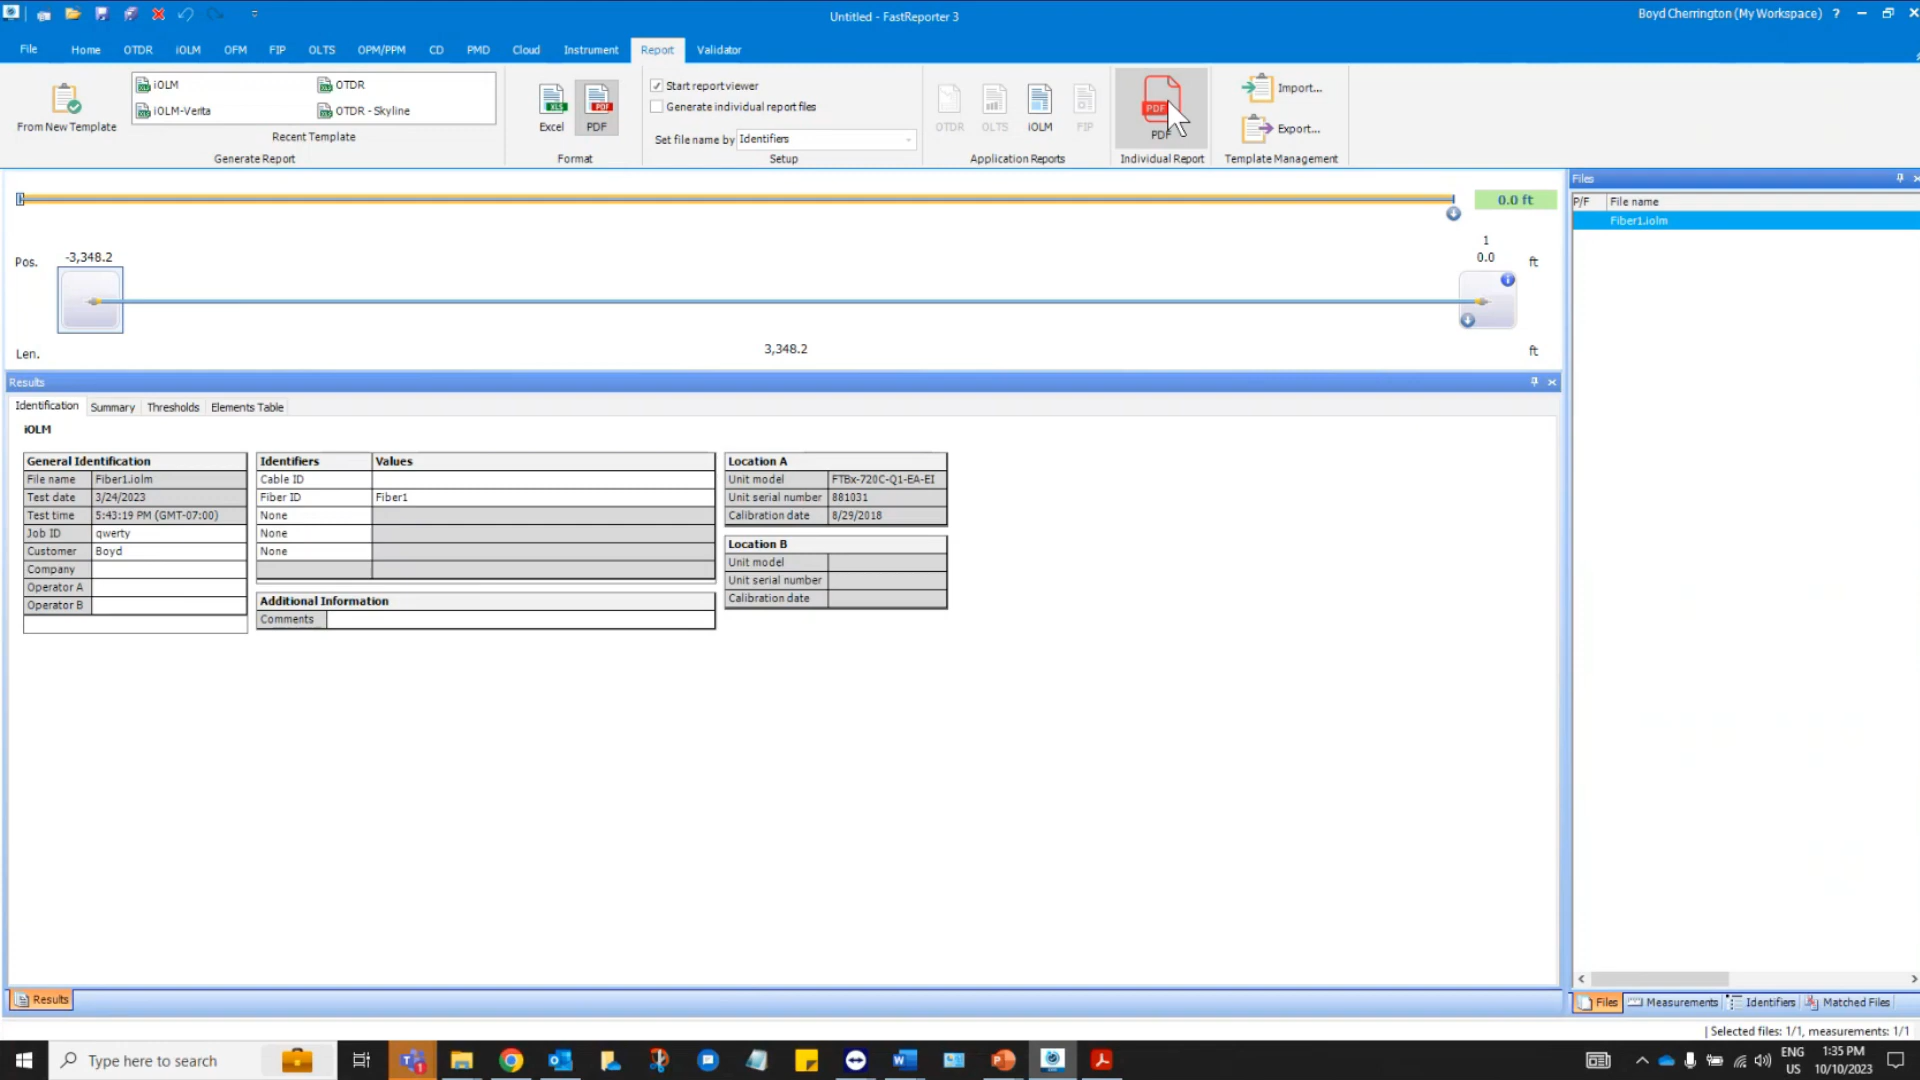 Untitled - FastReporter 3
Boyd Cherrington (My Workspace) ?
File Home OTDR iOLM OFM FIP OLTS OPM/PPM CD PMD Cloud Instrument Report Validator
From New Template
iOLM
OTDR
iOLM-Verita
OTDR - Skyline
Recent Template
Generate Report
Excel
PDF
Format
Start report viewer
Generate individual report files
Set file name by Identifiers
Setup
OTDR OLTS iOLM FIP
Application Reports
PDF
PDF
Individual Report
Import...
Export...
Template Management
0.0 ft
Pos. -3,348.2
1
0.0 ft
Len. 3,348.2 ft
Results
Identification Summary Thresholds Elements Table
iOLM
General Identification
File name Fiber1.iolm
Test date 3/24/2023
Test time 5:43:19 PM (GMT-07:00)
Job ID qwerty
Customer Boyd
Company
Operator A
Operator B
Identifiers Values
Cable ID
Fiber ID Fiber1
None
None
None
Additional Information
Comments
Location A
Unit model FTBx-720C-Q1-EA-EI
Unit serial number 881031
Calibration date 8/29/2018
Location B
Unit model
Unit serial number
Calibration date
Files
P/F File name
Fiber1.iolm
Results
Files Measurements Identifiers Matched Files
Selected files: 1/1, measurements: 1/1
Type here to search
ENG
US
1:35 PM
10/10/2023